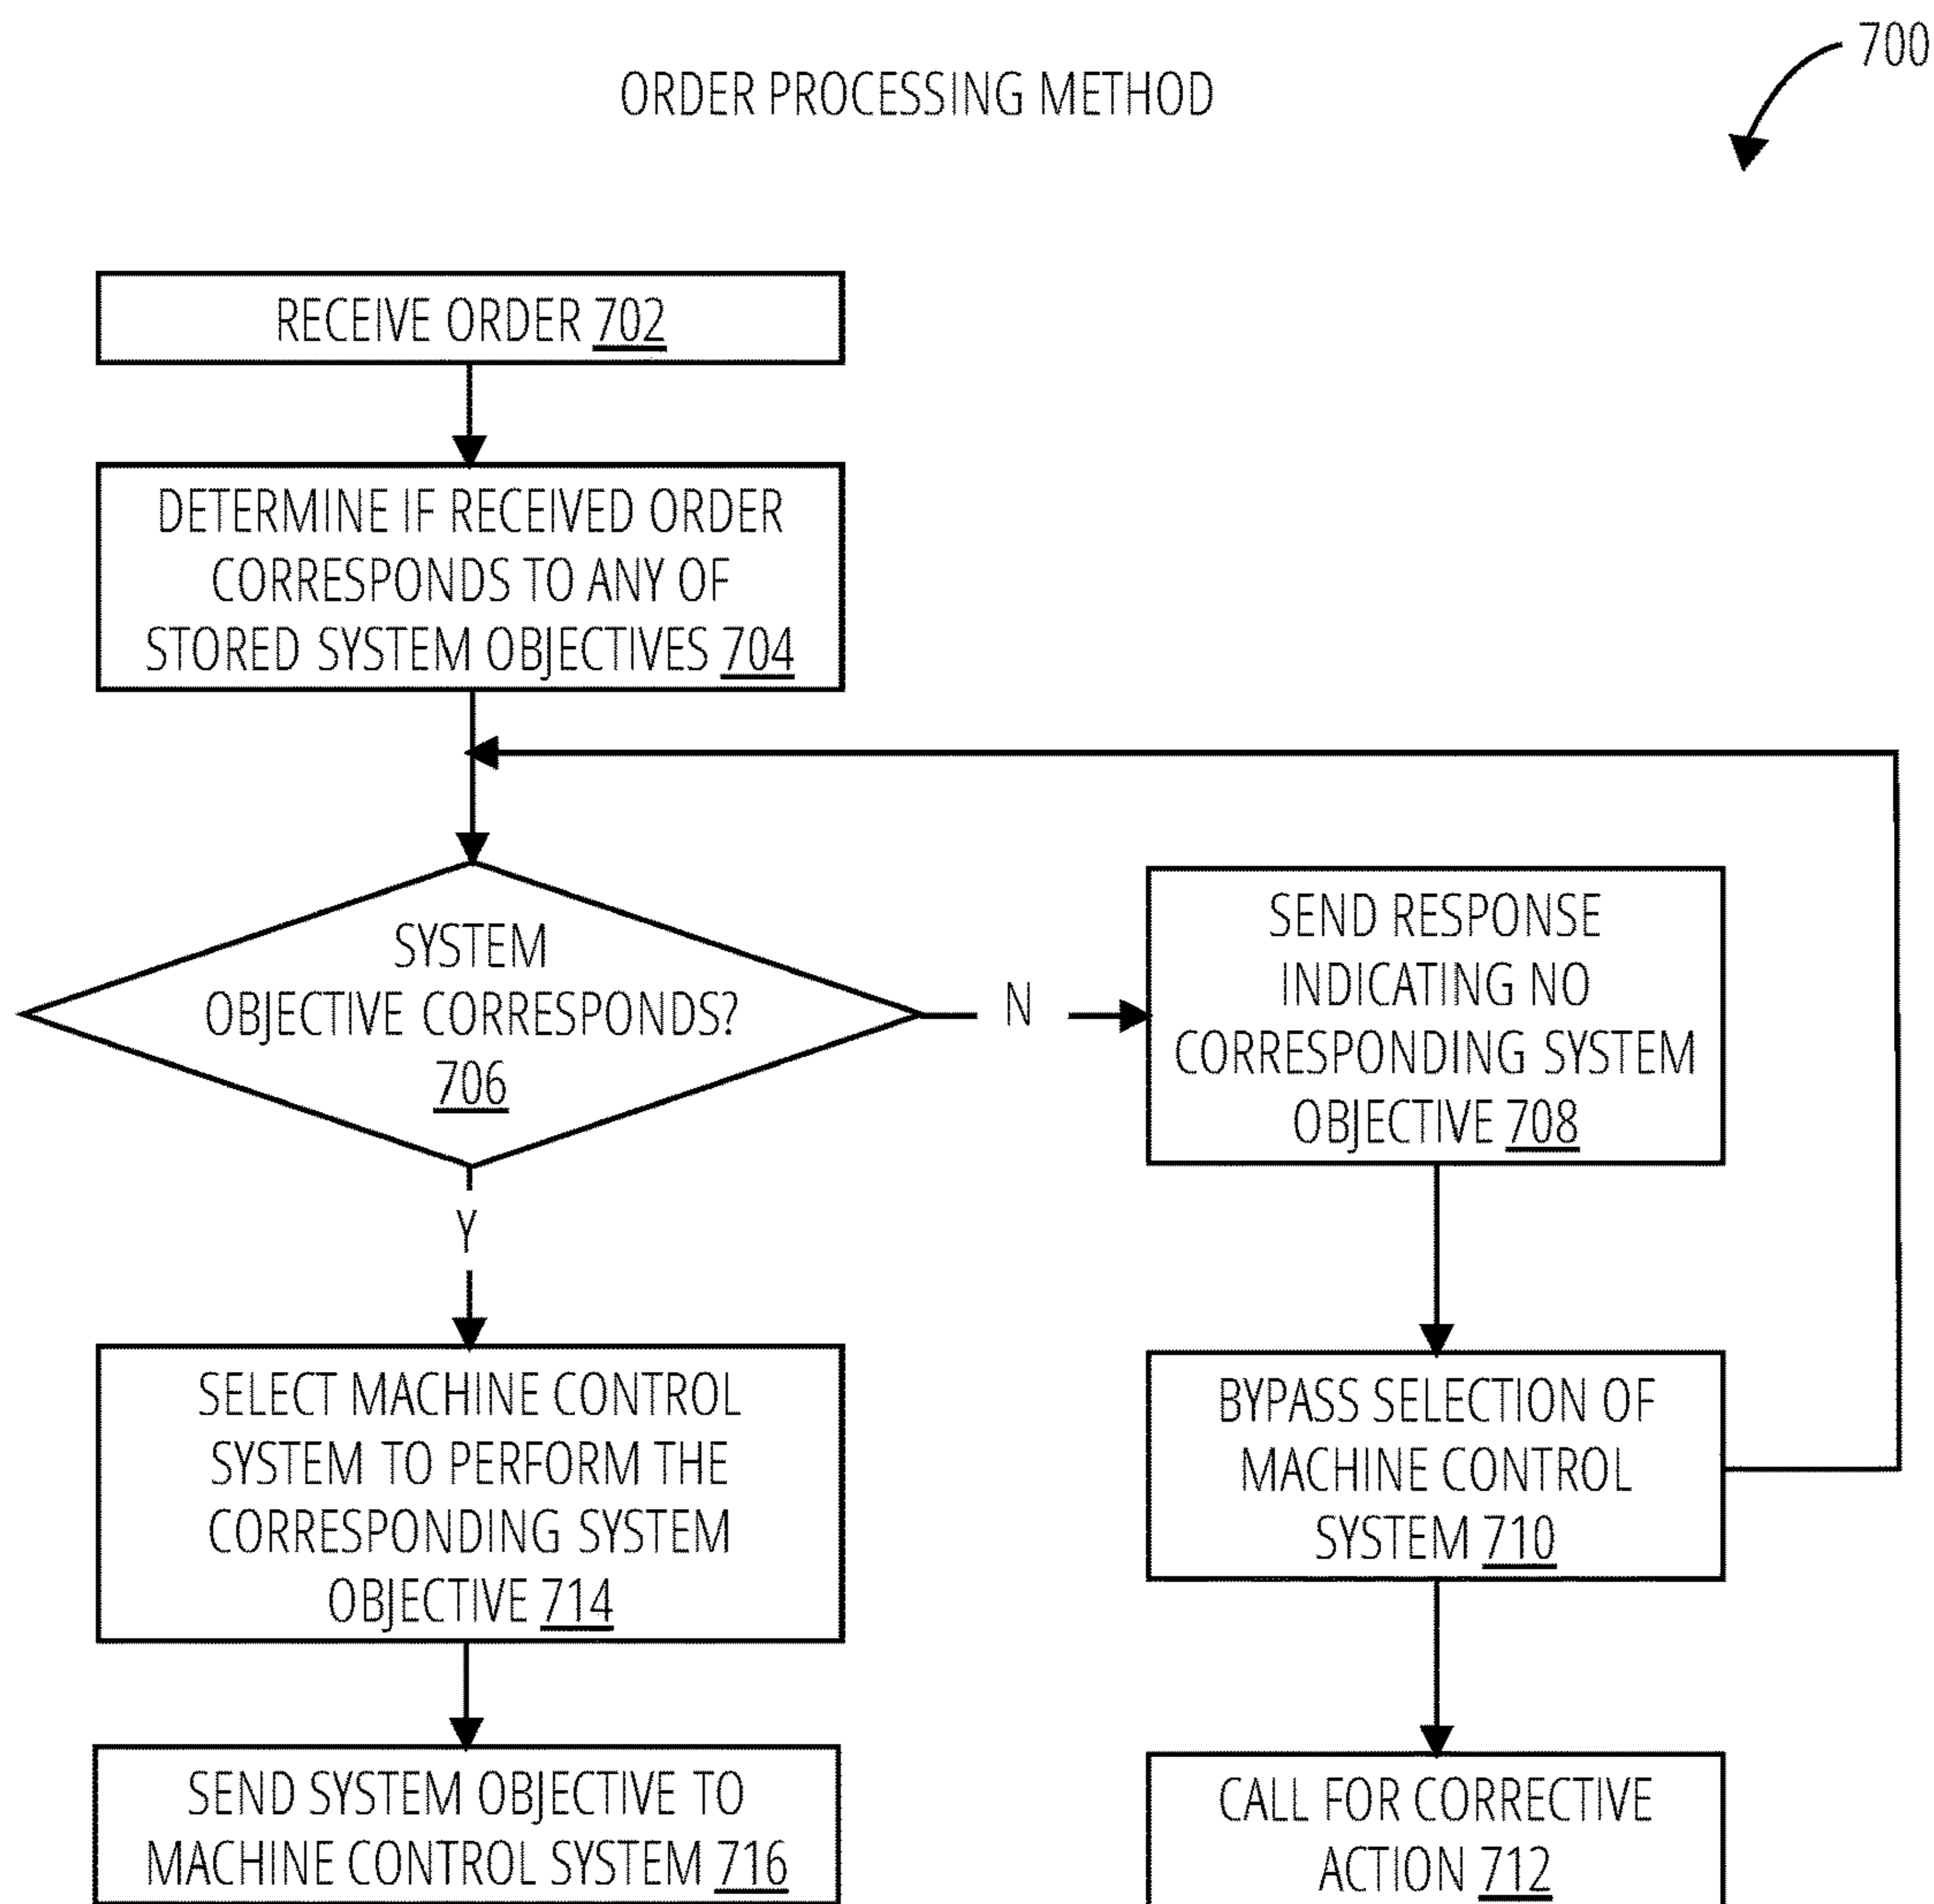 700
ORDER PROCESSING METHOD
RECEIVE ORDER 702
DETERMINE IF RECEIVED ORDER
CORRESPONDS TO ANY OF
STORED SYSTEM OBJECTIVES 704
SYSTEM
OBJECTIVE CORRESPONDS?
706
N
SEND RESPONSE
INDICATING NO
CORRESPONDING SYSTEM
OBJECTIVE 708
Y
SELECT MACHINE CONTROL
SYSTEM TO PERFORM THE
CORRESPONDING SYSTEM
OBJECTIVE 714
BYPASS SELECTION OF
MACHINE CONTROL
SYSTEM 710
SEND SYSTEM OBJECTIVE TO
MACHINE CONTROL SYSTEM 716
CALL FOR CORRECTIVE
ACTION 712